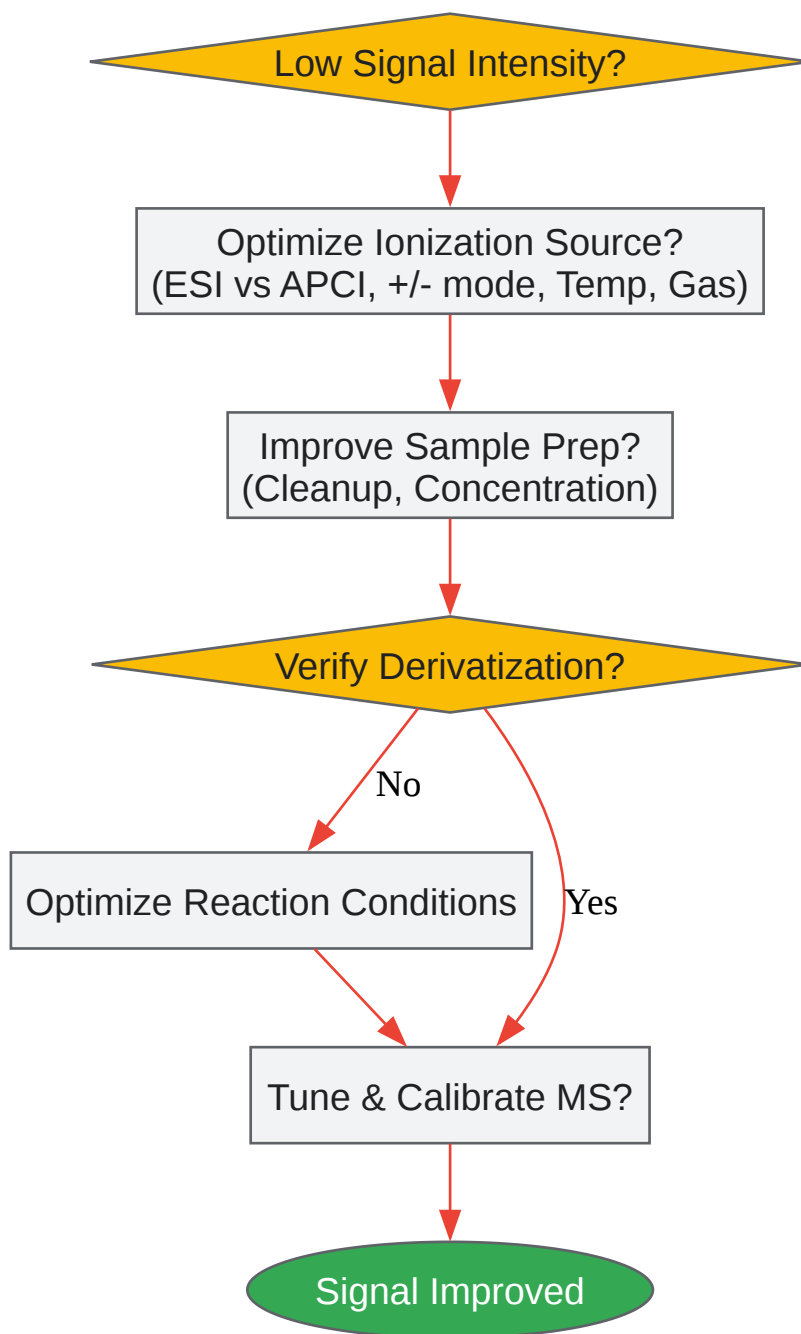 Low Signal Intensity?
Optimize Ionization Source?
(ESI vs APCI, +/- mode, Temp, Gas)
Improve Sample Prep?
(Cleanup, Concentration)
Verify Derivatization?
No
Optimize Reaction Conditions
Yes
Tune & Calibrate MS?
Signal Improved